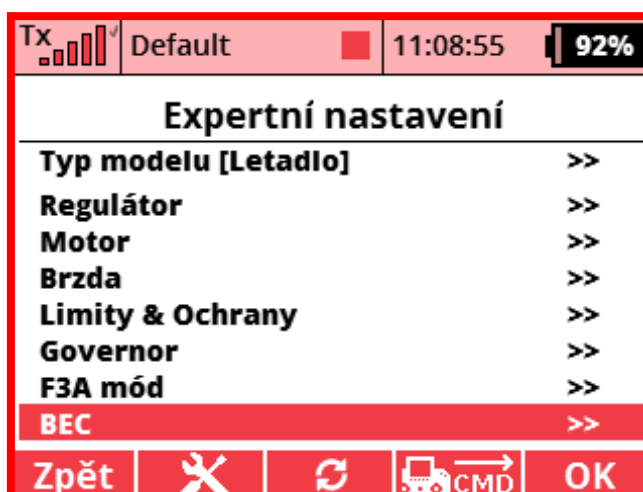 Tx Default 11:08:55 92%
Expertní nastavení
Typ modelu [Letadlo] >>
Regulátor >>
Motor >>
Brzda >>
Limity & Ochrany >>
Governor >>
F3A mód >>
BEC >>
Zpět CMD OK